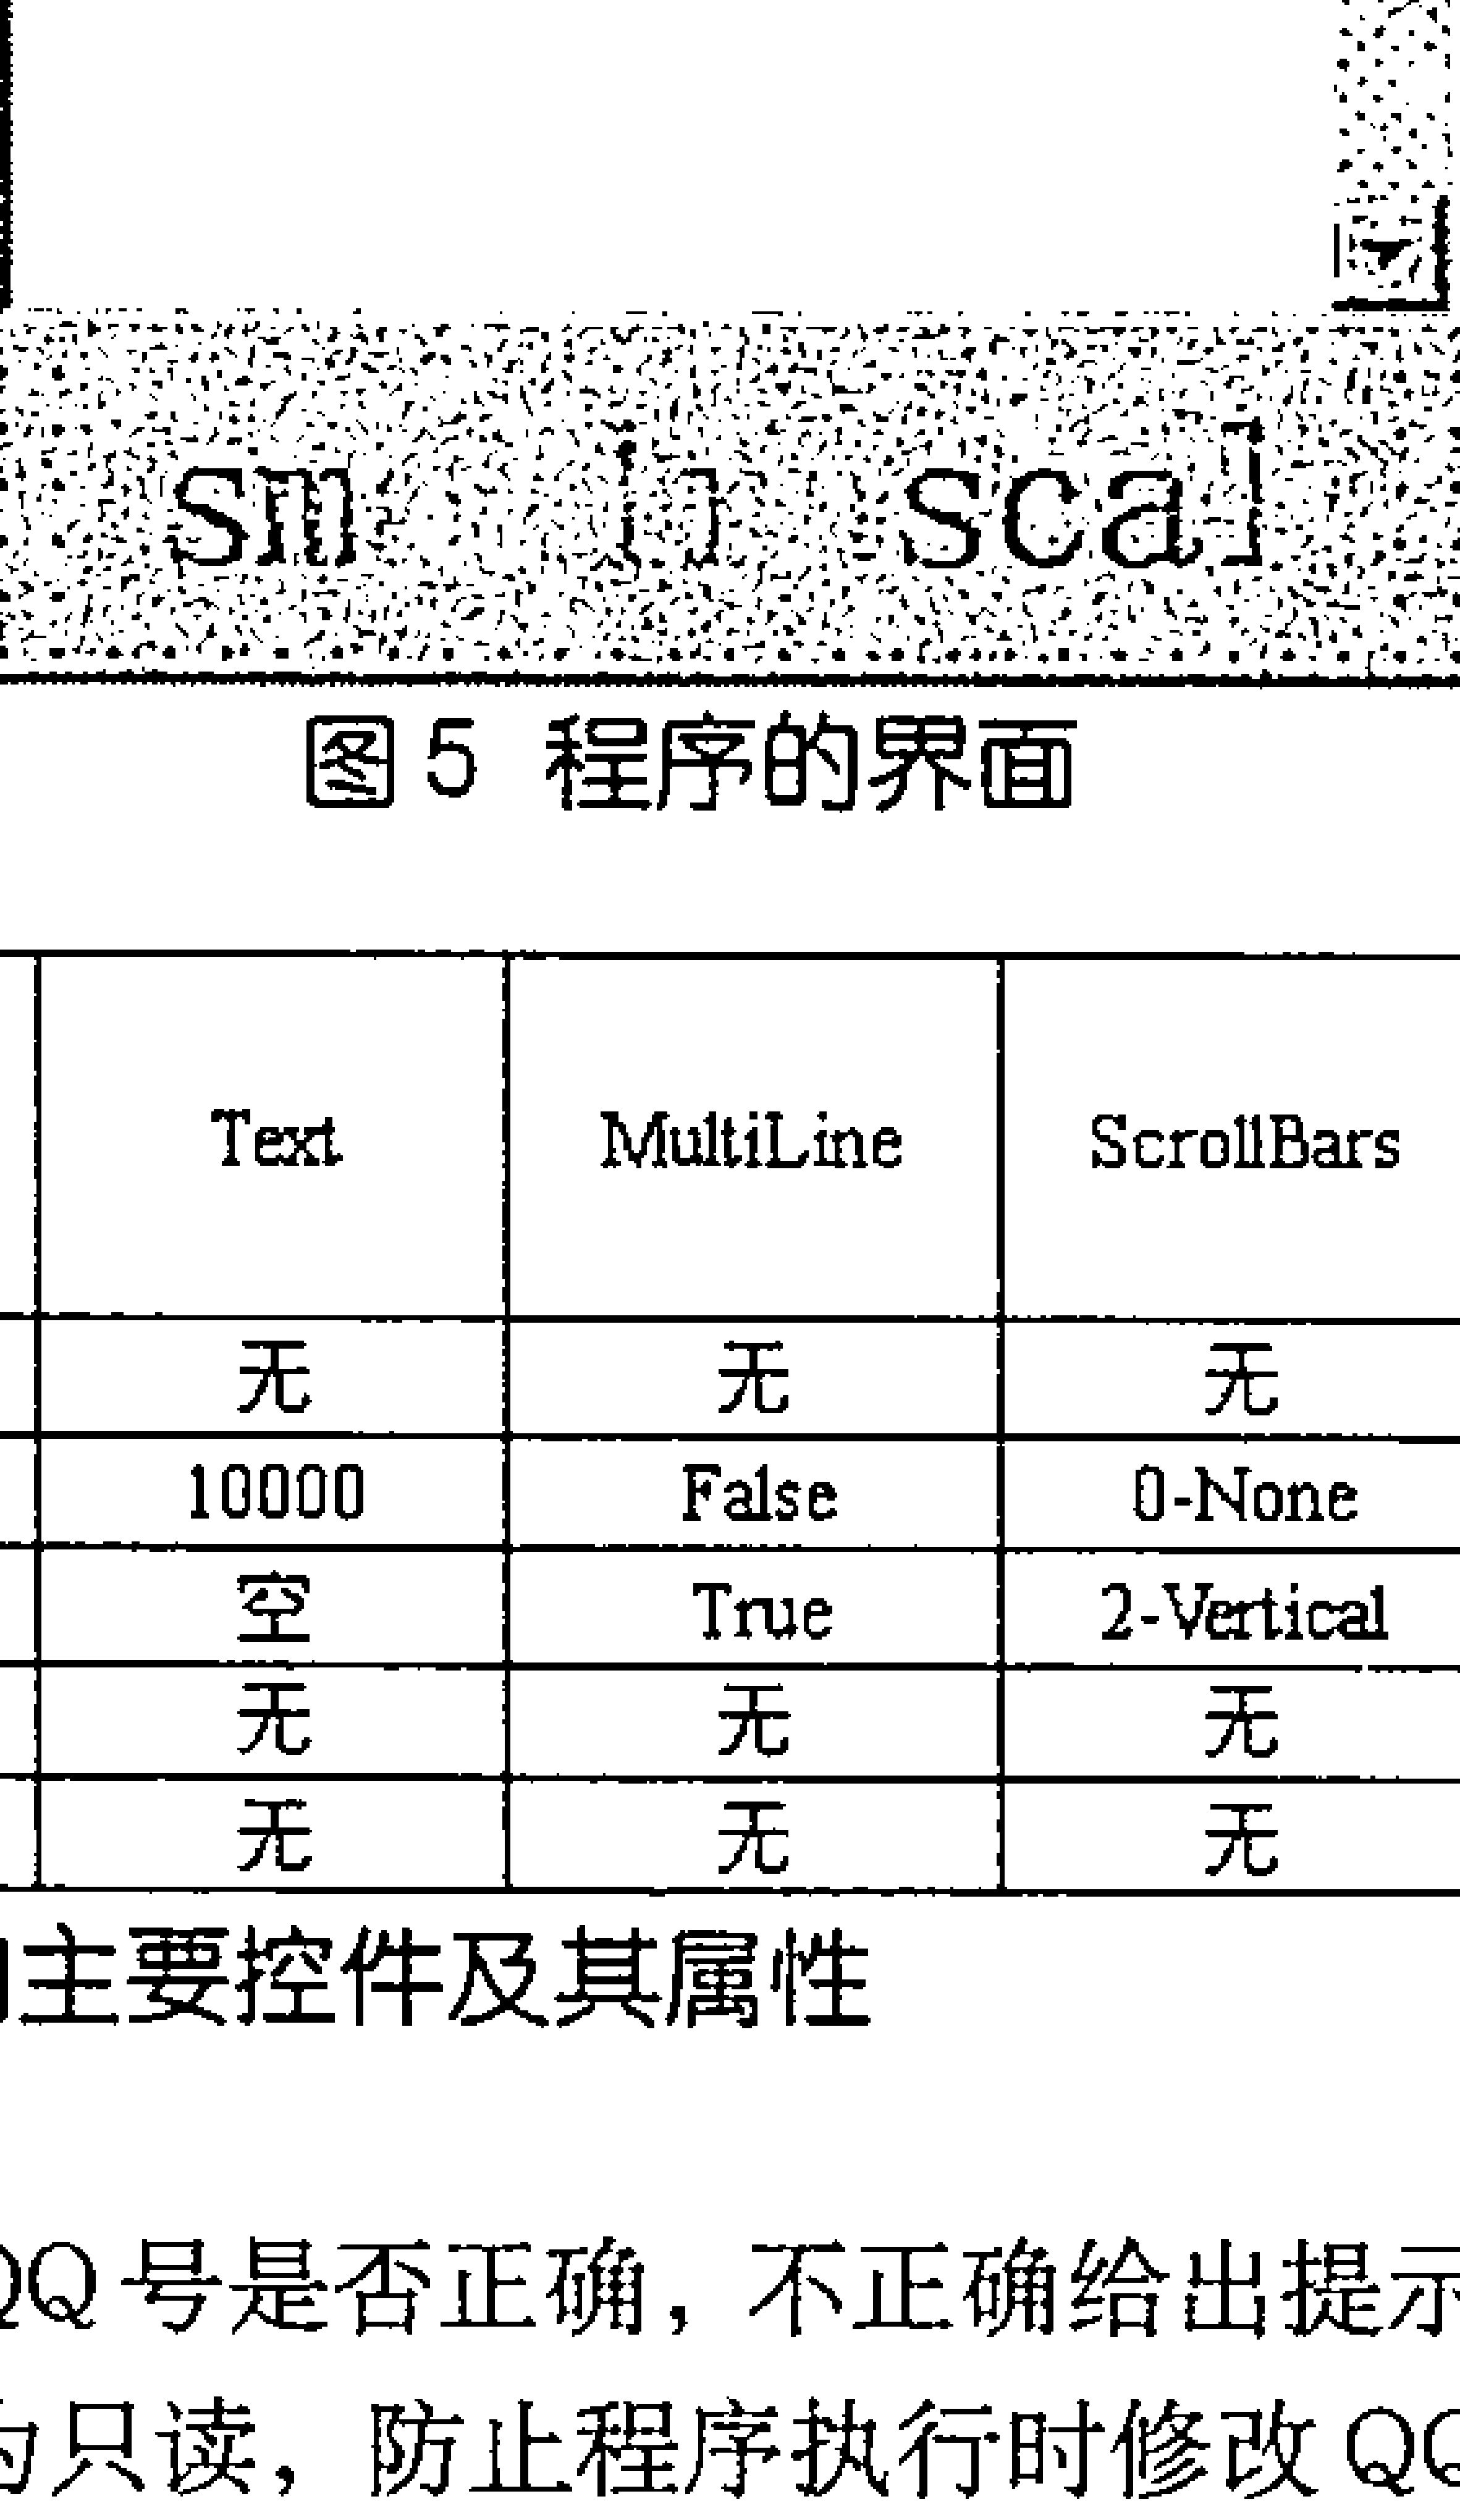 scal
图5 程序的界面
Text MultiLine ScrollBars
无 无 无
10000 False 0-None
空 True 2-Vertical
无 无 无
无 无 无
主要控件及其属性
QQ号是否正确，不正确给出提示
为只读，防止程序执行时修改QQ